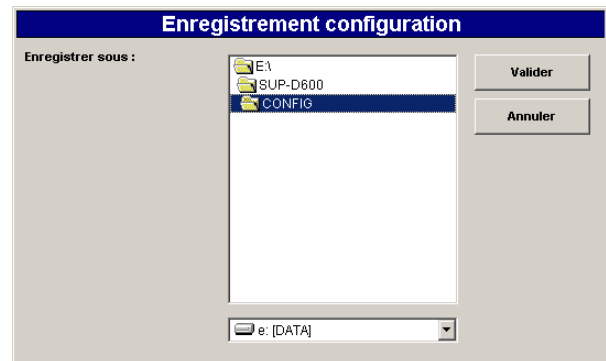 Enregistrement configuration
Enregistrer sous :
E:\
SUP-D600
CONFIG
Valider
Annuler
e: [DATA]